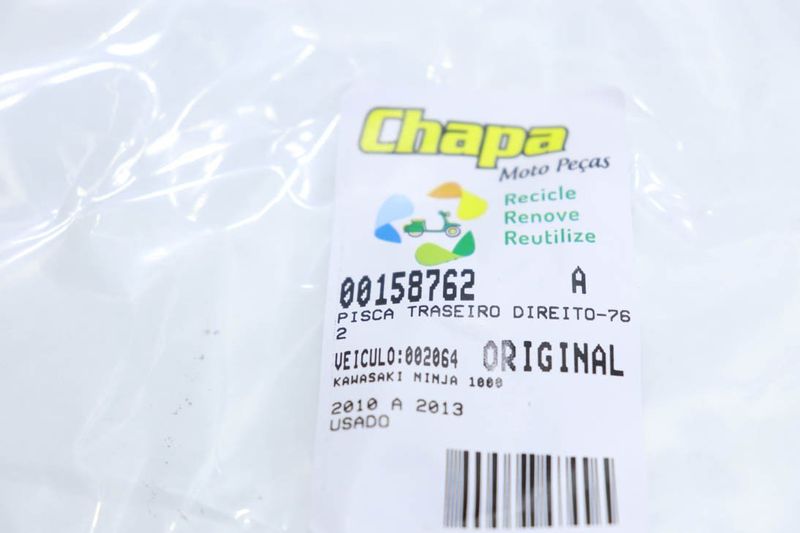 Chapa
Moto Peças
Recicle
Renove
Reutilize
00158762 A
PISCA TRASEIRO DIREITO-76
2
VEICULO:002064 ORIGINAL
KAWASAKI NINJA 1000
2010 A 2013
USADO